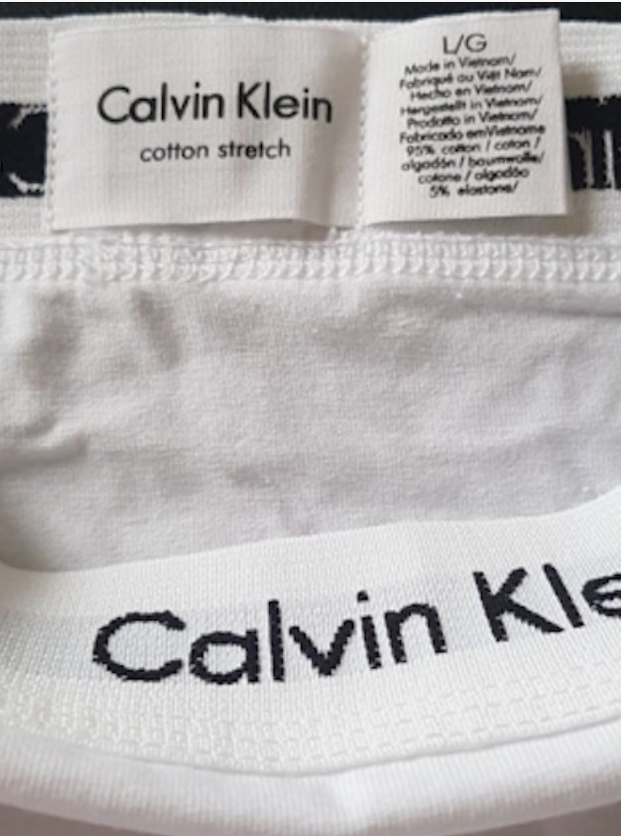 Calvin Klein
cotton stretch
L/G
Made in Vietnam/
Fabriqué au Việt Nam/
Hecho en Vietnam/
Hergestellt in Vietnam/
Prodotto in Vietnam/
Fabricado emVietname
95% cotton / coton /
algodón / baumwolle/
cotone / algodão
5% elastane/
Calvin Kle